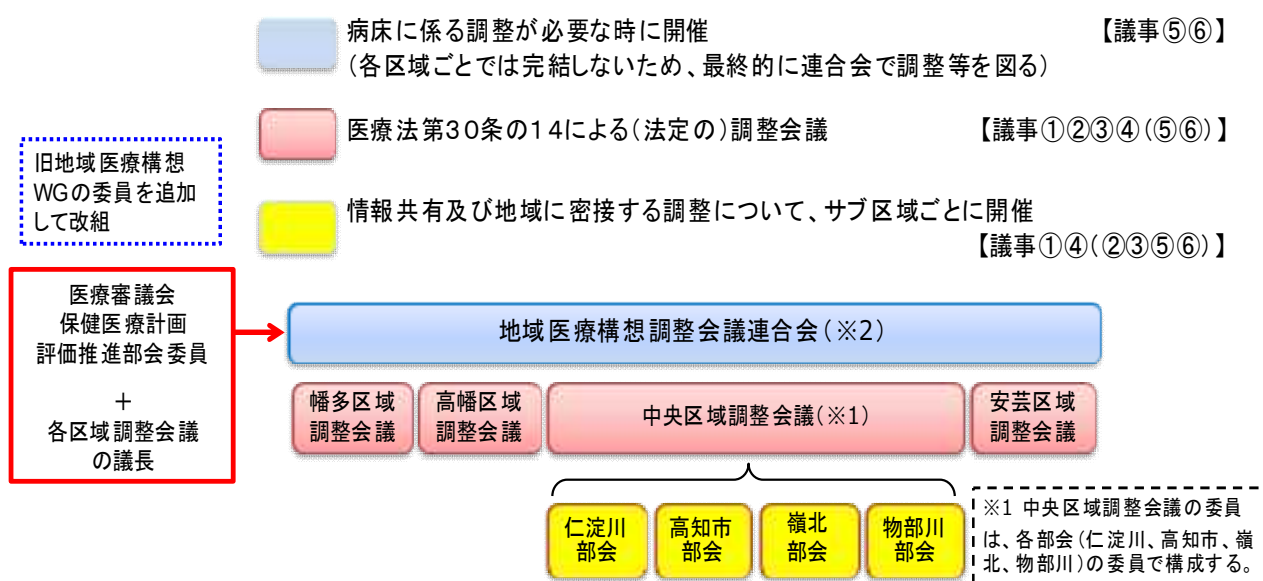 病床に係る調整が必要な時に開催 【議事⑤⑥】
（各区域ごとでは完結しないため、最終的に連合会で調整等を図る）
医療法第30条の14による（法定の）調整会議 【議事①②③④（⑤⑥）】
旧地域医療構想
WGの委員を追加
して改組
情報共有及び地域に密接する調整について、サブ区域ごとに開催
【議事①④（②③⑤⑥）】
医療審議会
保健医療計画
評価推進部会委員
＋
各区域調整会議
の議長
地域医療構想調整会議連合会（※2）
幡多区域
調整会議
高幡区域
調整会議
中央区域調整会議（※1）
安芸区域
調整会議
仁淀川
部会
高知市
部会
嶺北
部会
物部川
部会
※1 中央区域調整会議の委員
は、各部会（仁淀川、高知市、嶺
北、物部川）の委員で構成する。